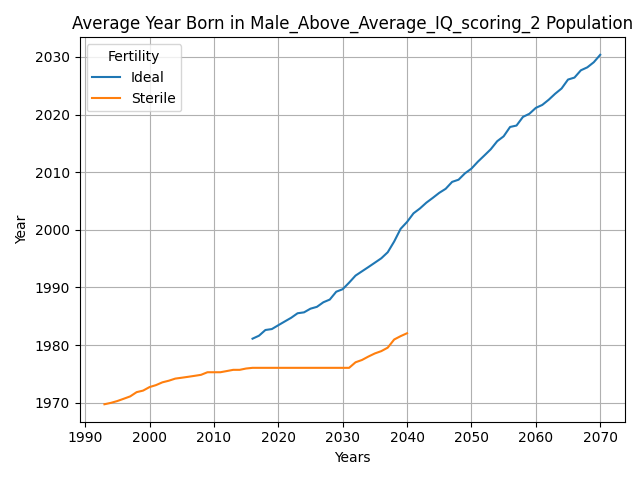 Average Year Born in Male_Above_Average_IQ_scoring_2 Population
Fertility
Ideal
Sterile
2030
2020
2010
2000
1990
1980
1970
Year
1990 2000 2010 2020 2030 2040 2050 2060 2070
Years